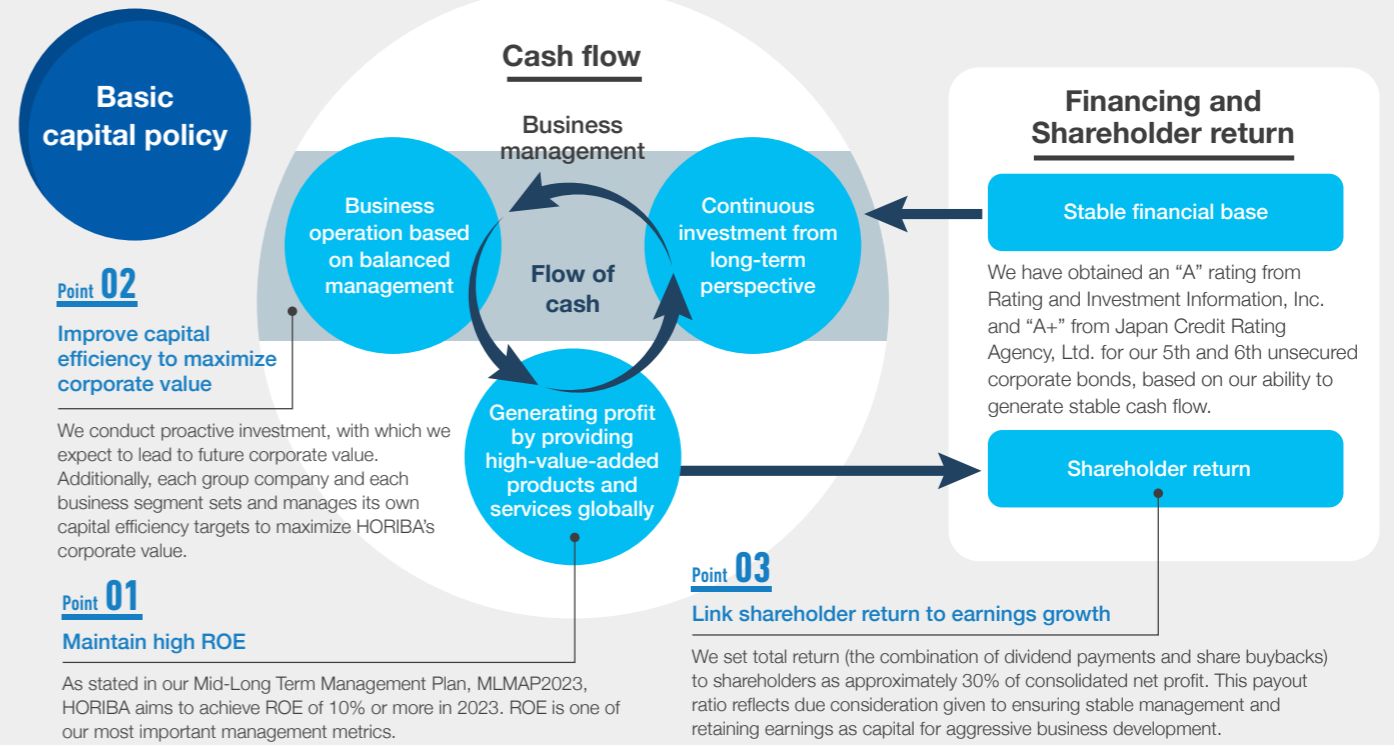 Basic
capital policy
Cash flow
Business
management
Business
operation based
on balanced
management
Flow of
cash
Continuous
investment from
long-term
perspective
Generating profit
by providing
high-value-added
products and
services globally
Financing and
Shareholder return
Stable financial base
We have obtained an “A” rating from
Rating and Investment Information, Inc.
and “A+” from Japan Credit Rating
Agency, Ltd. for our 5th and 6th unsecured
corporate bonds, based on our ability to
generate stable cash flow.
Shareholder return
Point 02
Improve capital
efficiency to maximize
corporate value
We conduct proactive investment, with which we
expect to lead to future corporate value.
Additionally, each group company and each
business segment sets and manages its own
capital efficiency targets to maximize HORIBA’s
corporate value.
Point 01
Maintain high ROE
As stated in our Mid-Long Term Management Plan, MLMAP2023,
HORIBA aims to achieve ROE of 10% or more in 2023. ROE is one of
our most important management metrics.
Point 03
Link shareholder return to earnings growth
We set total return (the combination of dividend payments and share buybacks)
to shareholders as approximately 30% of consolidated net profit. This payout
ratio reflects due consideration given to ensuring stable management and
retaining earnings as capital for aggressive business development.